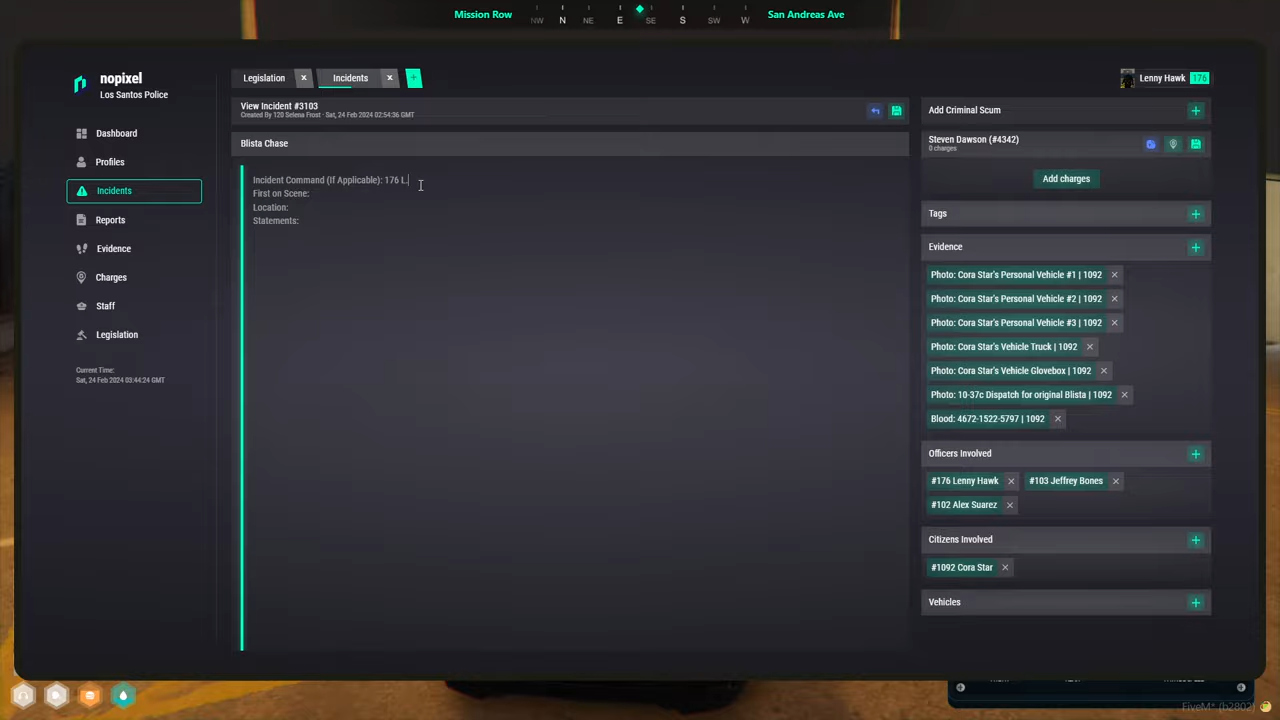 Mission Row
NW N NE E SE S SW W
San Andreas Ave
nopixel
Los Santos Police
Legislation ×
Incidents ×
+
Lenny Hawk 176
Dashboard
Profiles
Incidents
Reports
Evidence
Charges
Staff
Legislation
Current Time:
Sat, 24 Feb 2024 03:44:24 GMT
View Incident #3103
Created By 120 Selena Frost · Sat, 24 Feb 2024 02:54:36 GMT
Blista Chase
Incident Command (If Applicable): 176 L.
First on Scene:
Location:
Statements:
Add Criminal Scum +
Steven Dawson (#4342)
0 charges
Add charges
Tags +
Evidence +
Photo: Cora Star's Personal Vehicle #1 | 1092 ×
Photo: Cora Star's Personal Vehicle #2 | 1092 ×
Photo: Cora Star's Personal Vehicle #3 | 1092 ×
Photo: Cora Star's Vehicle Truck | 1092 ×
Photo: Cora Star's Vehicle Glovebox | 1092 ×
Photo: 10-37c Dispatch for original Blista | 1092 ×
Blood: 4672-1522-5797 | 1092 ×
Officers Involved +
#176 Lenny Hawk × #103 Jeffrey Bones ×
#102 Alex Suarez ×
Citizens Involved +
#1092 Cora Star ×
Vehicles +
FiveM* (b2802)